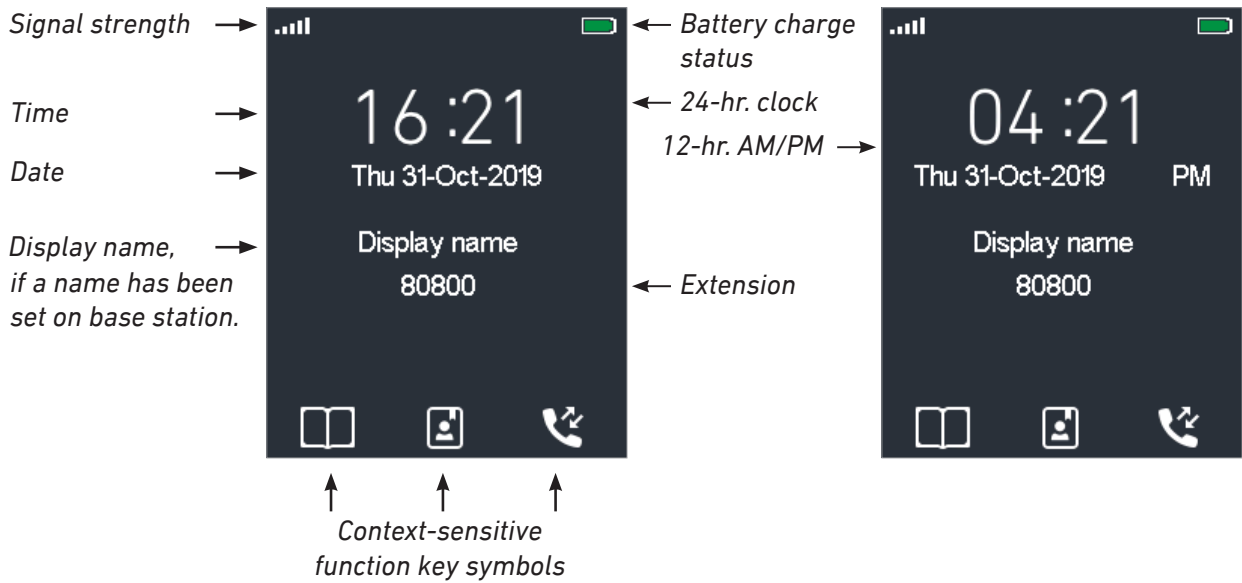 Signal strength
Battery charge
status
16:21
24-hr. clock
Time
12-hr. AM/PM
04:21
Date
Thu 31-Oct-2019
Thu 31-Oct-2019 PM
Display name,
if a name has been
set on base station.
Display name
80800
Extension
Display name
80800
Context-sensitive
function key symbols